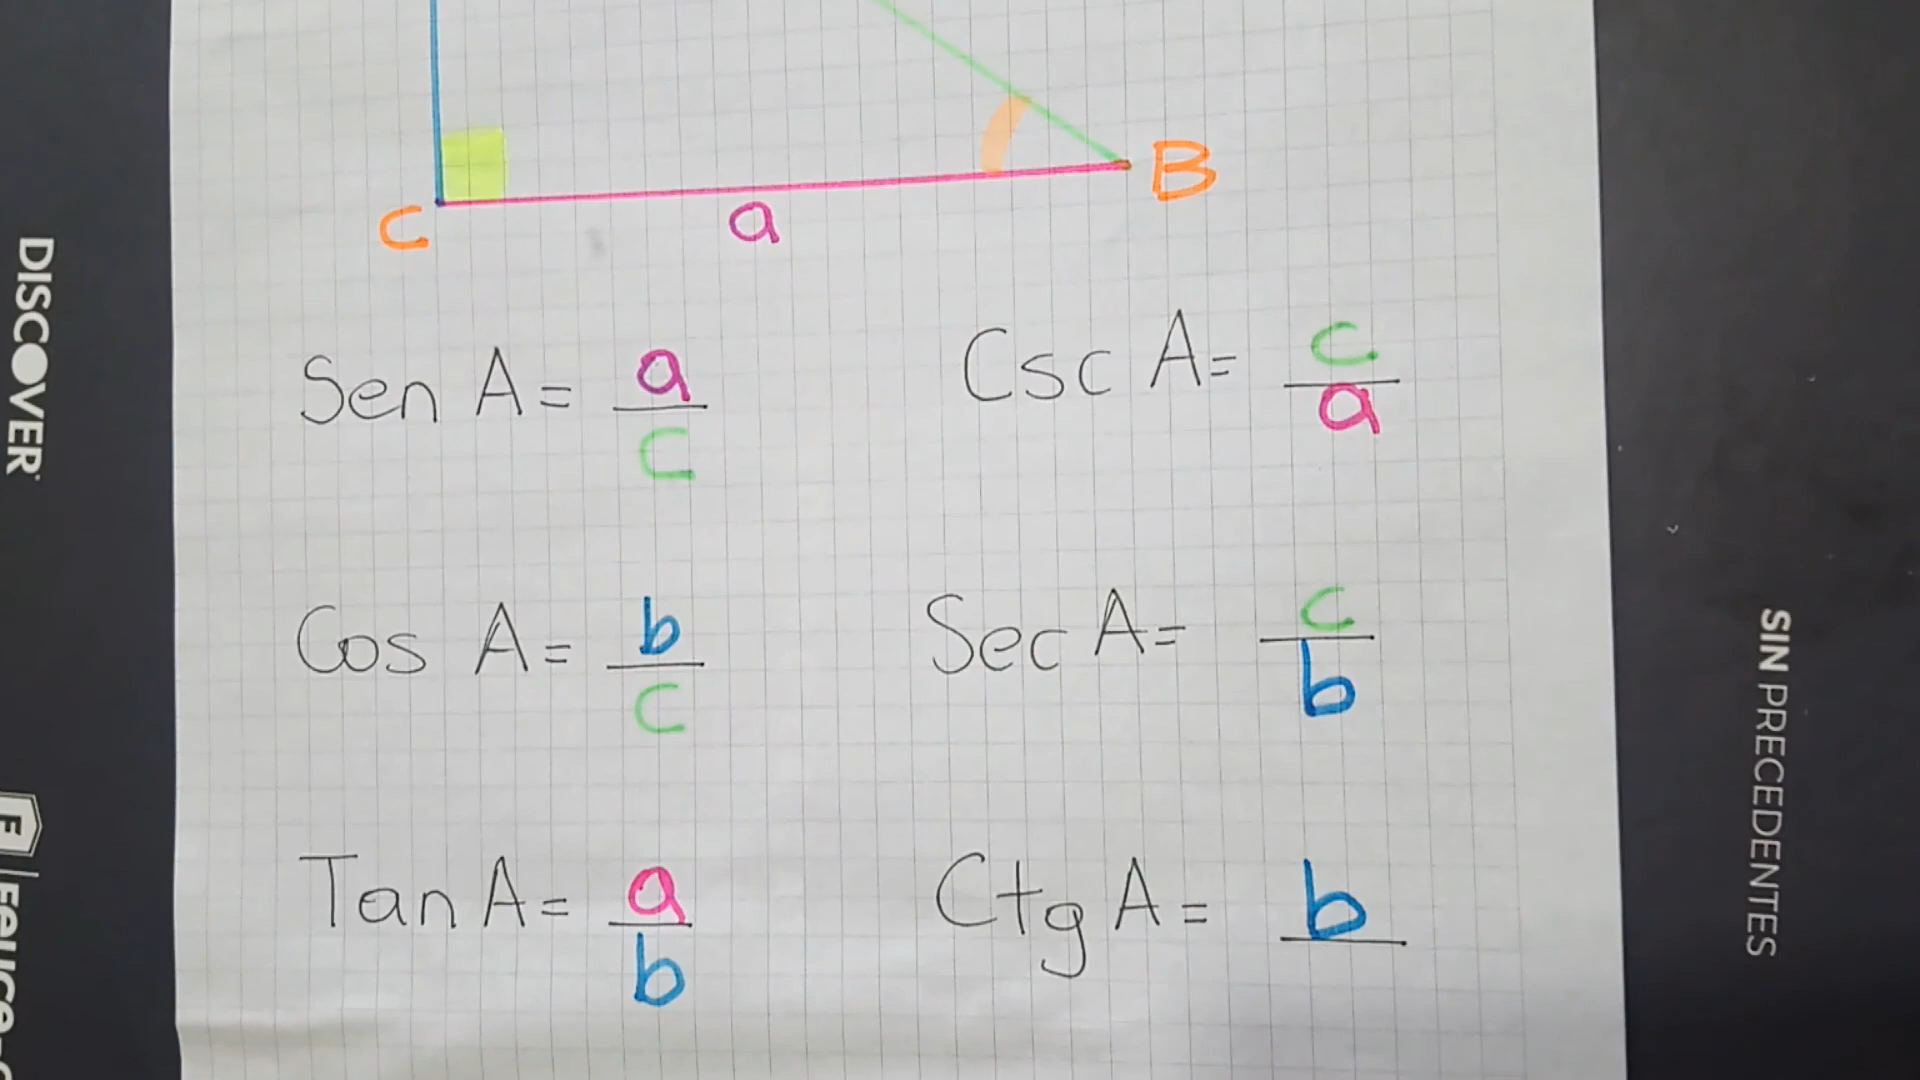 C
a
B
Sen A = a/c
Csc A = c/a
Cos A = b/c
Sec A = c/b
Tan A = a/b
Ctg A = b/
DISCOVER
SIN PRECEDENTES